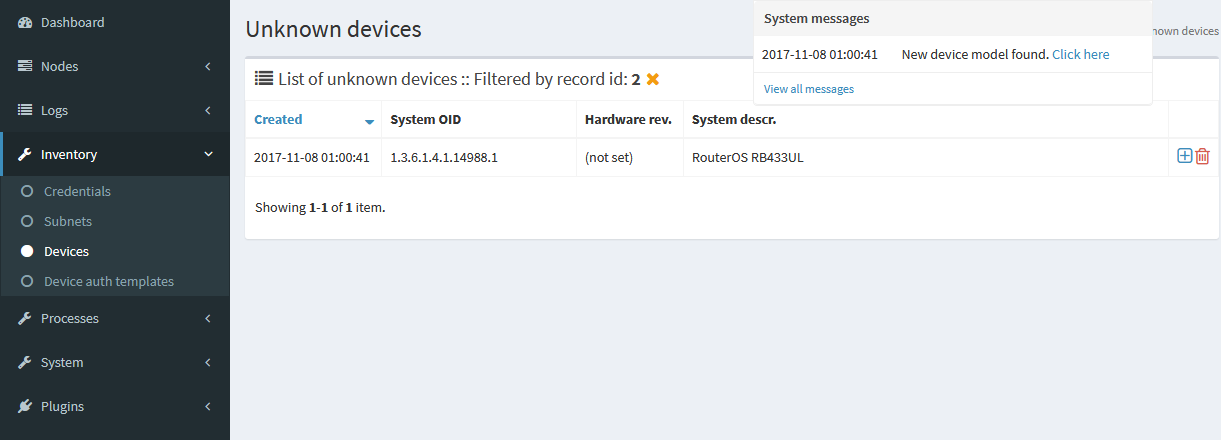 Dashboard
Nodes
Logs
Inventory
Credentials
Subnets
Devices
Device auth templates
Processes
System
Plugins
Unknown devices
System messages
2017-11-08 01:00:41 New device model found. Click here
View all messages
devices
List of unknown devices :: Filtered by record id: 2
Created System OID Hardware rev. System descr.
2017-11-08 01:00:41 1.3.6.1.4.1.14988.1 (not set) RouterOS RB433UL
Showing 1-1 of 1 item.